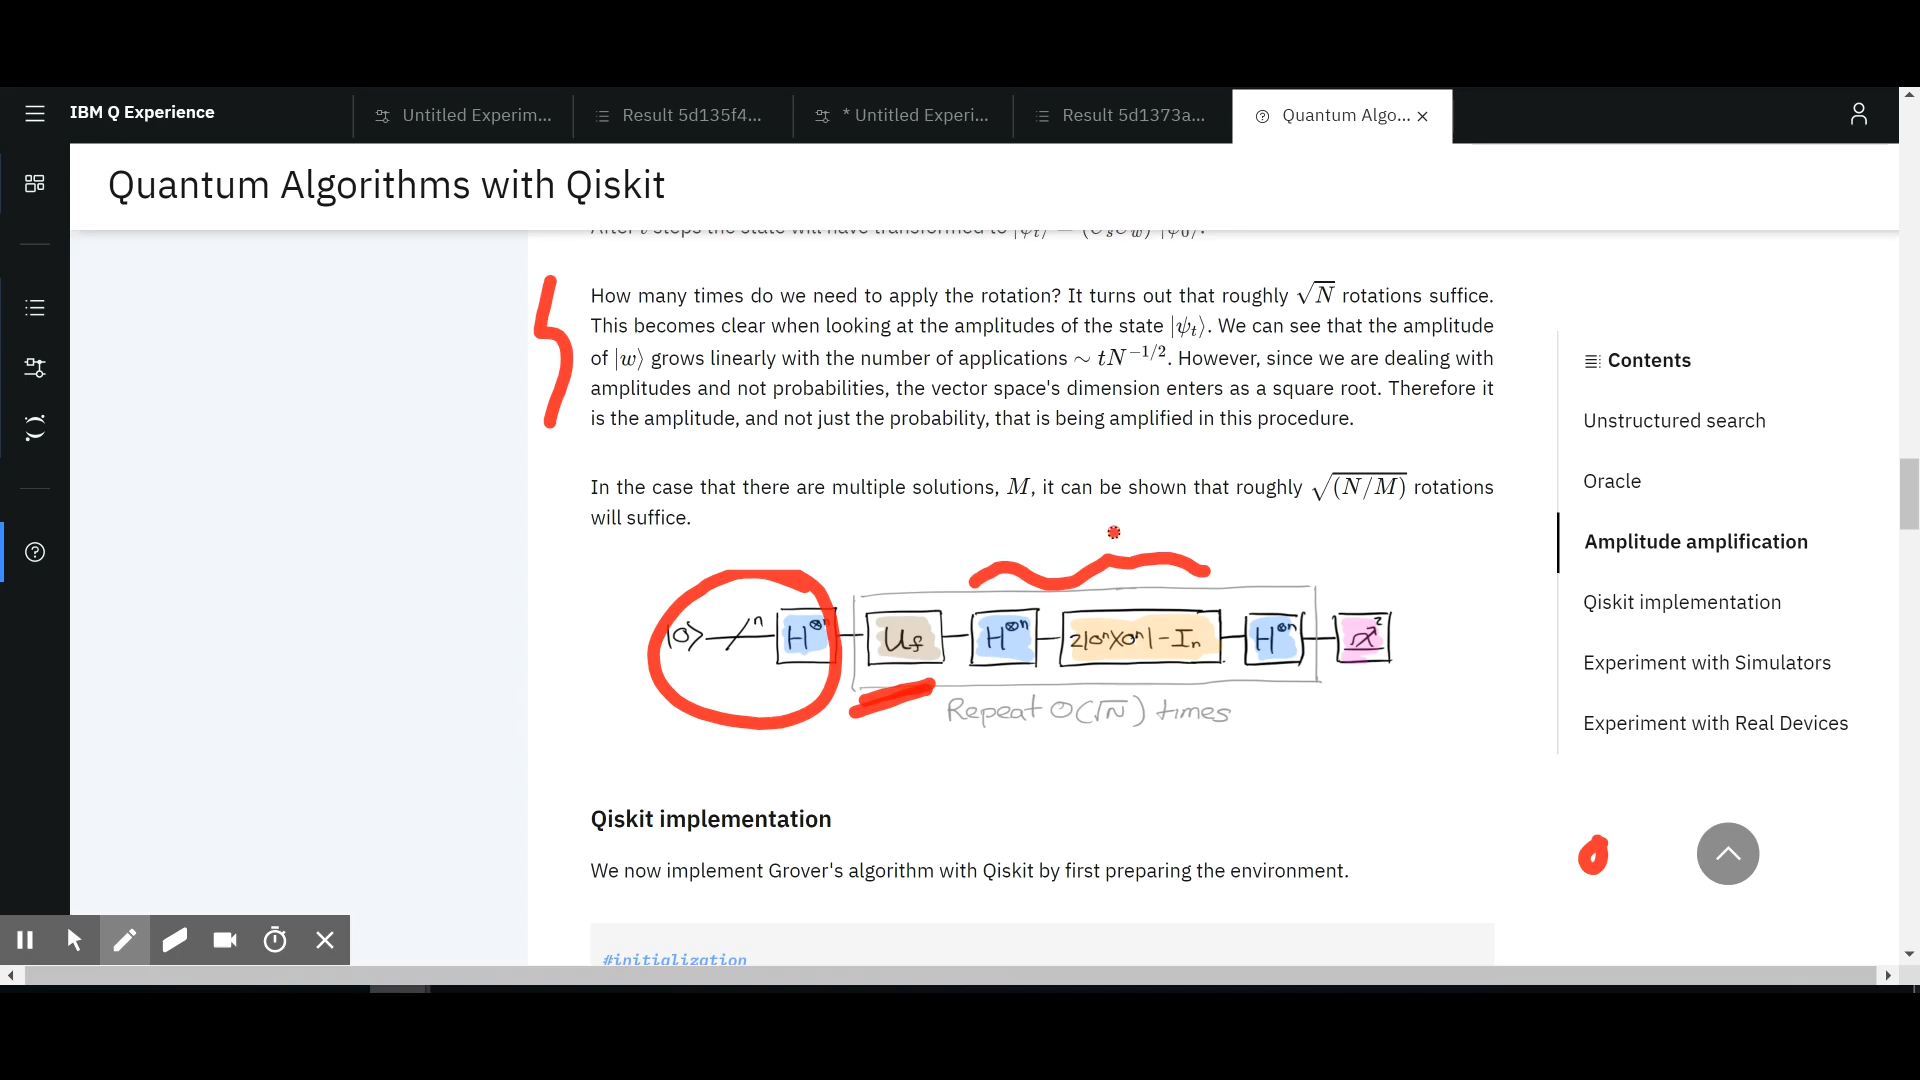 IBM Q Experience
Untitled Experim...
Result 5d135f4...
* Untitled Experi...
Result 5d1373a...
Quantum Algo...
Quantum Algorithms with Qiskit
How many times do we need to apply the rotation? It turns out that roughly √N rotations suffice.
This becomes clear when looking at the amplitudes of the state |ψₜ⟩. We can see that the amplitude
of |w⟩ grows linearly with the number of applications ∼ tN⁻¹ᐟ². However, since we are dealing with
amplitudes and not probabilities, the vector space's dimension enters as a square root. Therefore it
is the amplitude, and not just the probability, that is being amplified in this procedure.
In the case that there are multiple solutions, M, it can be shown that roughly √(N/M) rotations
will suffice.
|0⟩ n H⊗n U_f H⊗n 2|0ⁿ⟩⟨0ⁿ| - Iₙ H⊗n
Repeat O(√N) times
Qiskit implementation
We now implement Grover's algorithm with Qiskit by first preparing the environment.
#initialization
Contents
Unstructured search
Oracle
Amplitude amplification
Qiskit implementation
Experiment with Simulators
Experiment with Real Devices